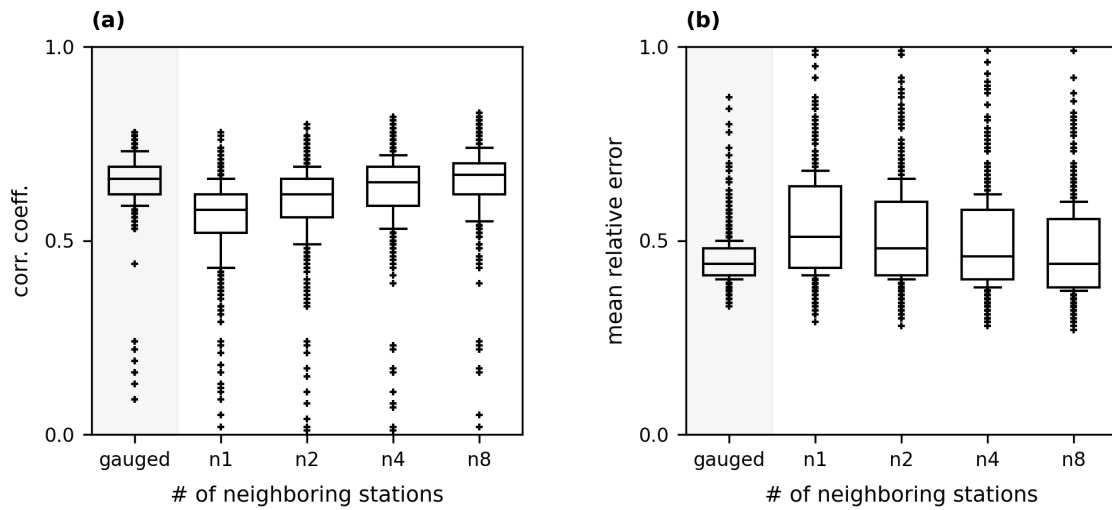 (a)
1.0
0.5
0.0
corr. coeff.
gauged n1 n2 n4 n8
# of neighboring stations
(b)
1.0
0.5
0.0
mean relative error
gauged n1 n2 n4 n8
# of neighboring stations